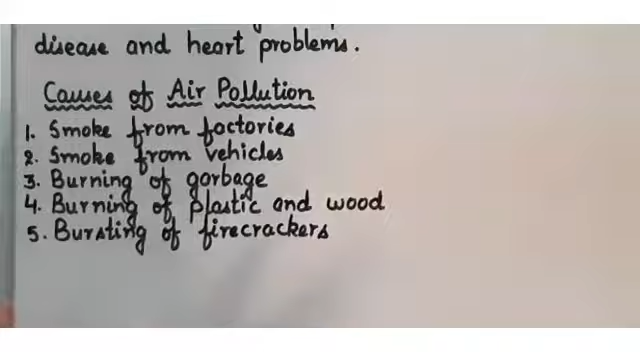 disease and heart problems.
Causes of Air Pollution
1. Smoke from factories
2. Smoke from vehicles
3. Burning of garbage
4. Burning of plastic and wood
5. Bursting of firecrackers